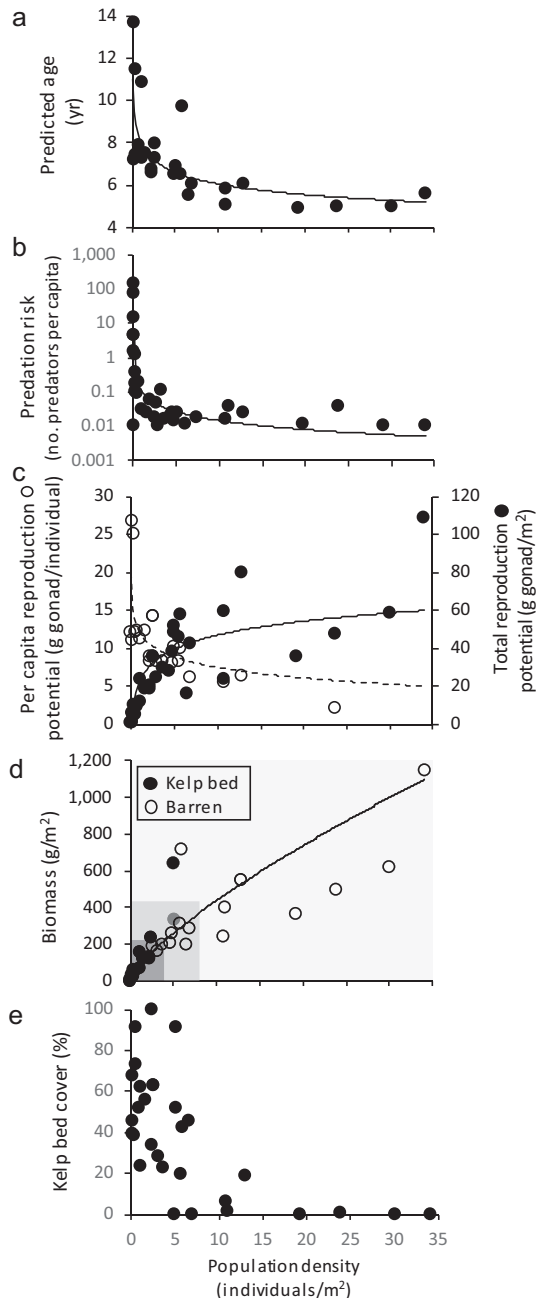 a
14
12
10
8
6
4
Predicted age
(yr)
b
1,000
100
10
1
0.1
0.01
0.001
Predation risk
(no. predators per capita)
c
30
25
20
15
10
5
0
Per capita reproduction O
potential (g gonad/individual)
120
100
80
60
40
20
0
Total reproduction ●
potential (g gonad/m²)
d
1,200
1,000
800
600
400
200
0
Biomass (g/m²)
Kelp bed
Barren
e
100
80
60
40
20
0
Kelp bed cover (%)
0 5 10 15 20 25 30 35
Population density
(individuals/m²)